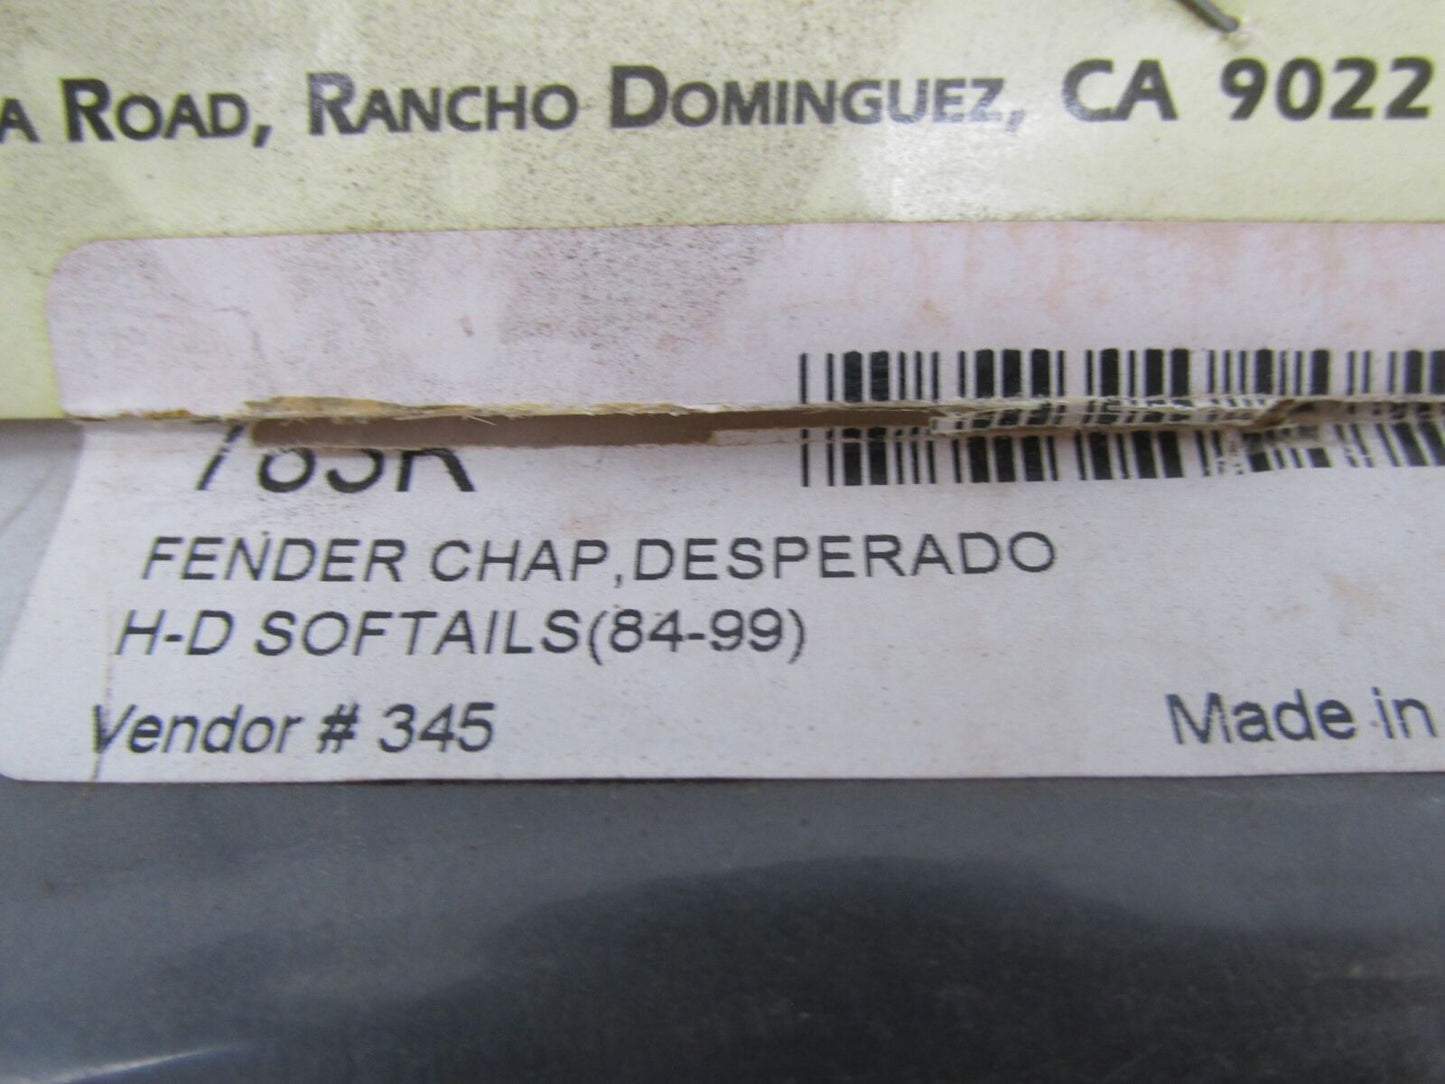 ROAD, RANCHO DOMINGUEZ, CA 9022
FENDER CHAP,DESPERADO
H-D SOFTAILS(84-99)
Vendor # 345
Made in